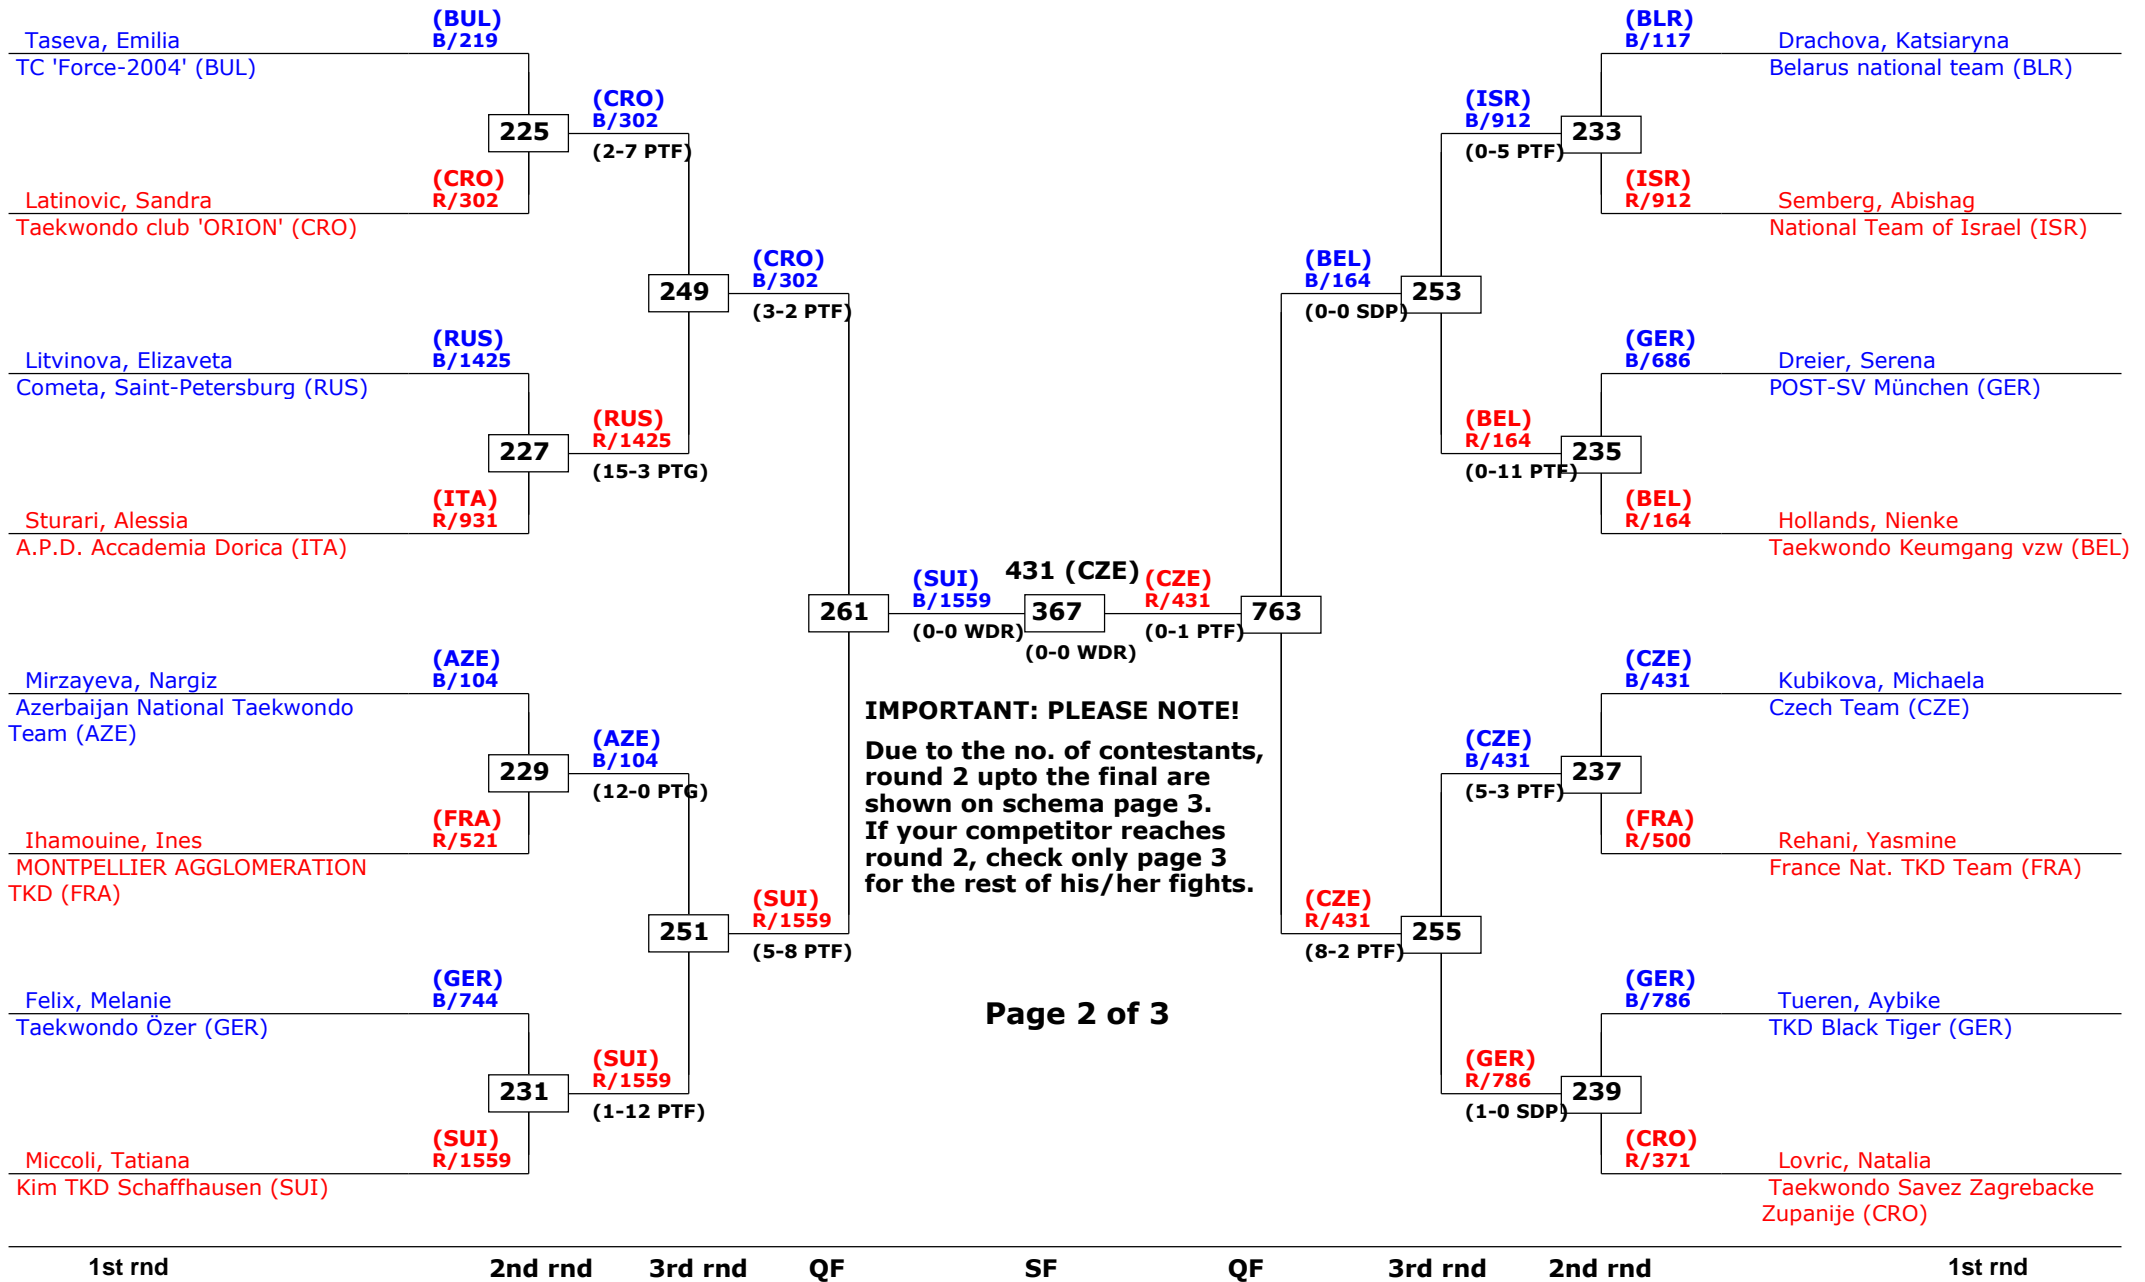 (BUL)
B/219
Taseva, Emilia
TC 'Force-2004' (BUL)
225
(CRO)
B/302
(2-7 PTF)
(CRO)
R/302
Latinovic, Sandra
Taekwondo club 'ORION' (CRO)
249
(CRO)
B/302
(3-2 PTF)
(RUS)
B/1425
Litvinova, Elizaveta
Cometa, Saint-Petersburg (RUS)
227
(RUS)
R/1425
(15-3 PTG)
(ITA)
R/931
Sturari, Alessia
A.P.D. Accademia Dorica (ITA)
261
(SUI)
B/1559
(0-0 WDR)
(AZE)
B/104
Mirzayeva, Nargiz
Azerbaijan National Taekwondo
Team (AZE)
229
(AZE)
B/104
(12-0 PTG)
(FRA)
R/521
Ihamouine, Ines
MONTPELLIER AGGLOMERATION
TKD (FRA)
251
(SUI)
R/1559
(5-8 PTF)
(GER)
B/744
Felix, Melanie
Taekwondo Özer (GER)
231
(SUI)
R/1559
(1-12 PTF)
(SUI)
R/1559
Miccoli, Tatiana
Kim TKD Schaffhausen (SUI)
431 (CZE)
367
(0-0 WDR)
IMPORTANT: PLEASE NOTE!
Due to the no. of contestants,
round 2 upto the final are
shown on schema page 3.
If your competitor reaches
round 2, check only page 3
for the rest of his/her fights.
Page 2 of 3
(CZE)
R/431
(0-1 PTF)
763
(BLR)
B/117
Drachova, Katsiaryna
Belarus national team (BLR)
(ISR)
B/912
(0-5 PTF)
233
(ISR)
R/912
Semberg, Abishag
National Team of Israel (ISR)
(BEL)
B/164
(0-0 SDP)
253
(GER)
B/686
Dreier, Serena
POST-SV München (GER)
(BEL)
R/164
(0-11 PTF)
235
(BEL)
R/164
Hollands, Nienke
Taekwondo Keumgang vzw (BEL)
(CZE)
B/431
Kubikova, Michaela
Czech Team (CZE)
(CZE)
B/431
(5-3 PTF)
237
(FRA)
R/500
Rehani, Yasmine
France Nat. TKD Team (FRA)
(CZE)
R/431
(8-2 PTF)
255
(GER)
B/786
Tueren, Aybike
TKD Black Tiger (GER)
(GER)
R/786
(1-0 SDP)
239
(CRO)
R/371
Lovric, Natalia
Taekwondo Savez Zagrebacke
Zupanije (CRO)
1st rnd 2nd rnd 3rd rnd QF SF QF 3rd rnd 2nd rnd 1st rnd